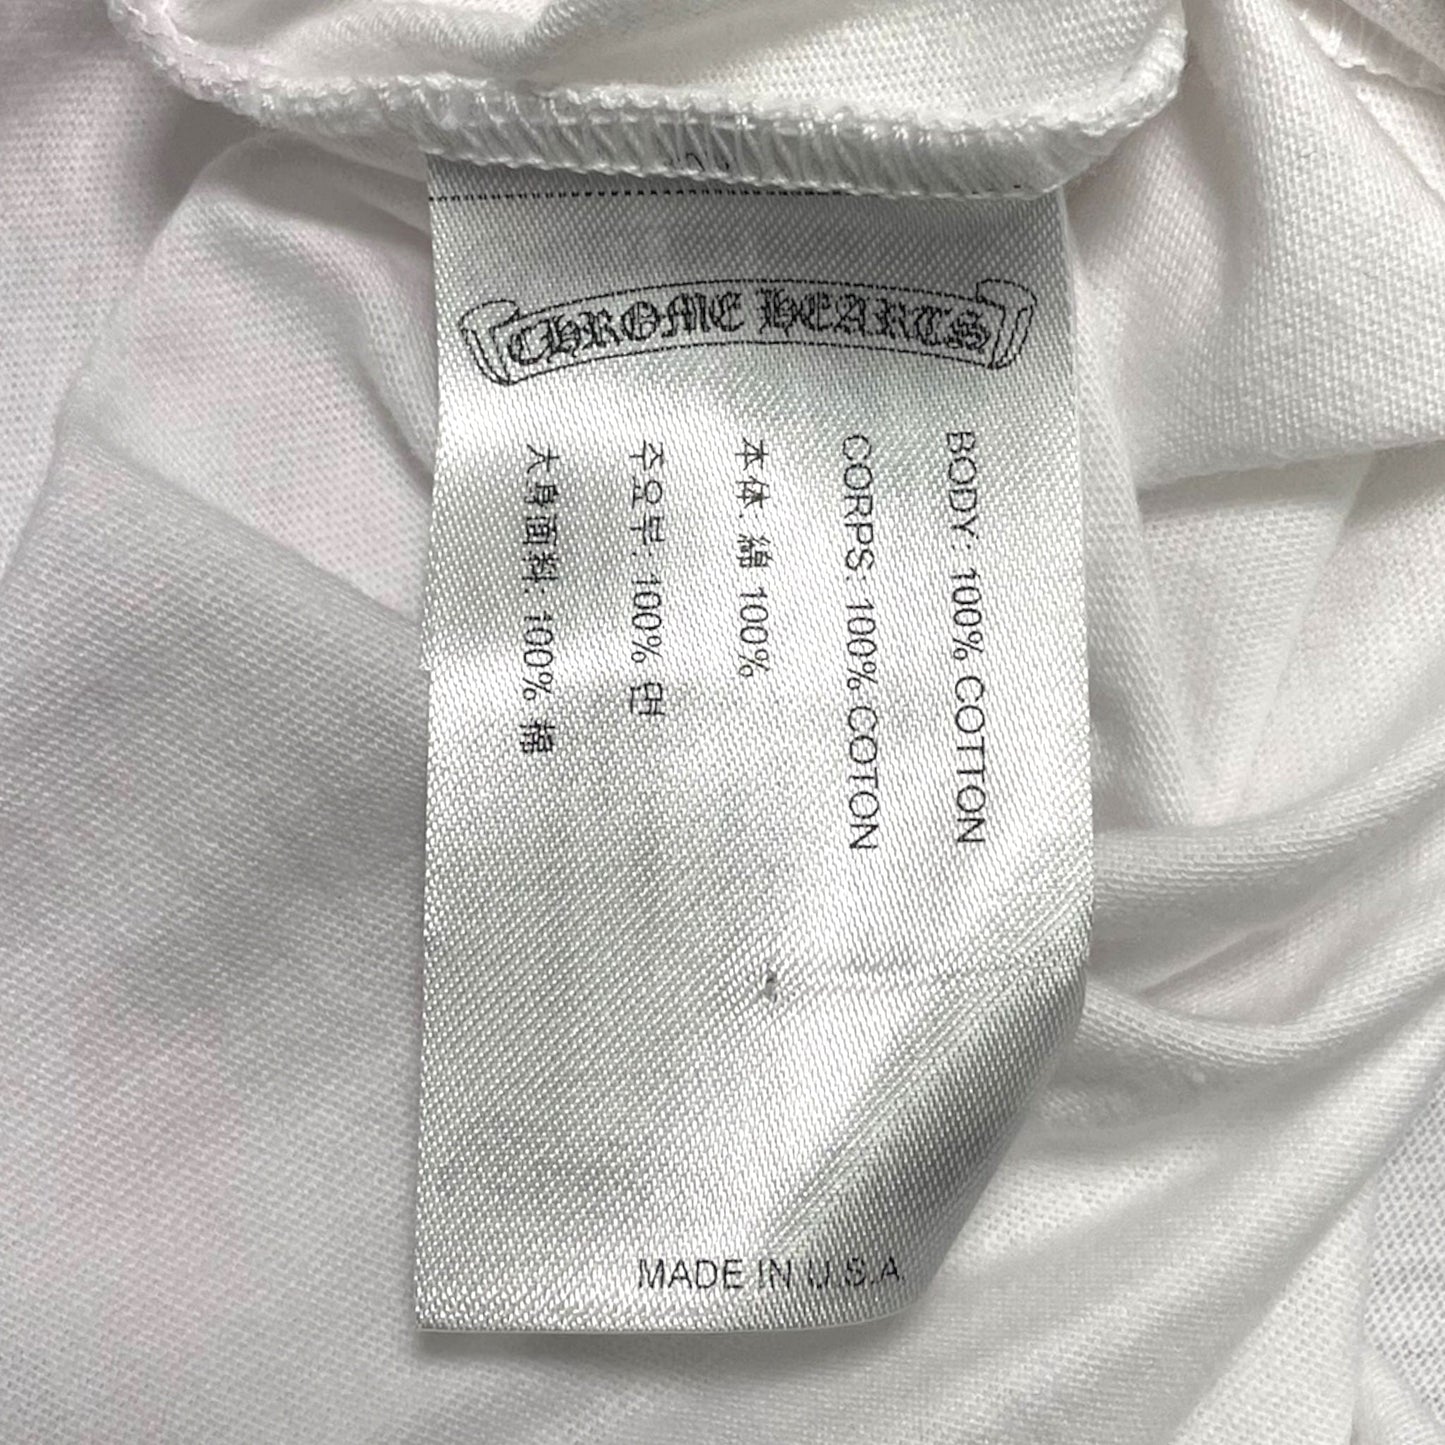 CHROME HEARTS
BODY: 100% COTTON
CORPS: 100% COTON
本体: 綿 100%
주요부: 100% 면
大身面料: 100% 棉
MADE IN U.S.A.